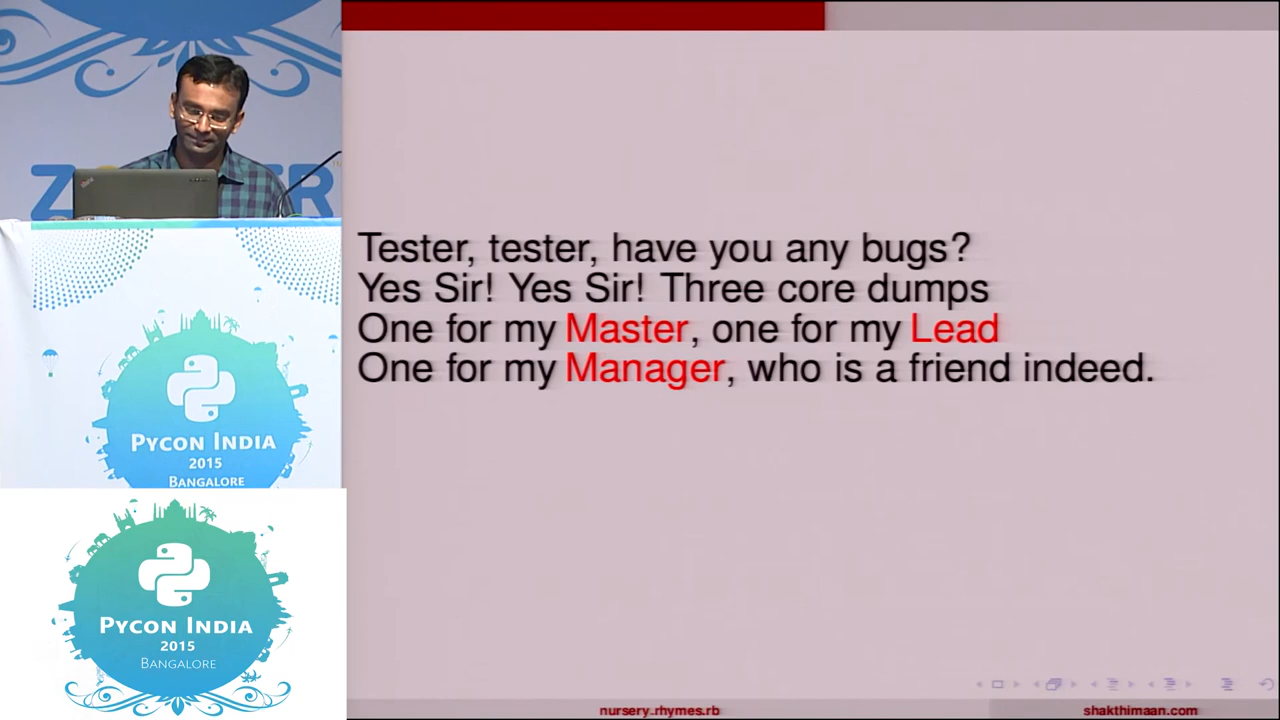 Tester, tester, have you any bugs?
Yes Sir! Yes Sir! Three core dumps
One for my Master, one for my Lead
One for my Manager, who is a friend indeed.
PYCON INDIA
2015
BANGALORE
PYCON INDIA
2015
BANGALORE
nursery.rhymes.rb
shakthimaan.com